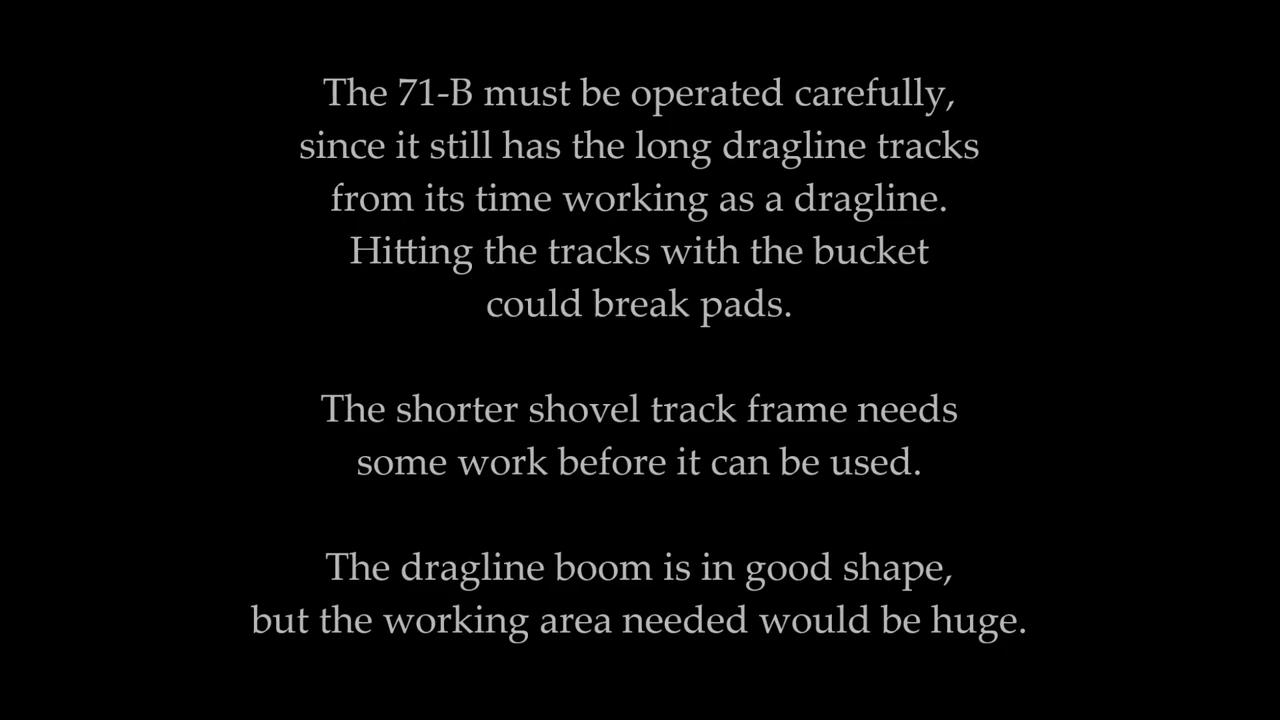 The 71-B must be operated carefully,
since it still has the long dragline tracks
from its time working as a dragline.
Hitting the tracks with the bucket
could break pads.
The shorter shovel track frame needs
some work before it can be used.
The dragline boom is in good shape,
but the working area needed would be huge.